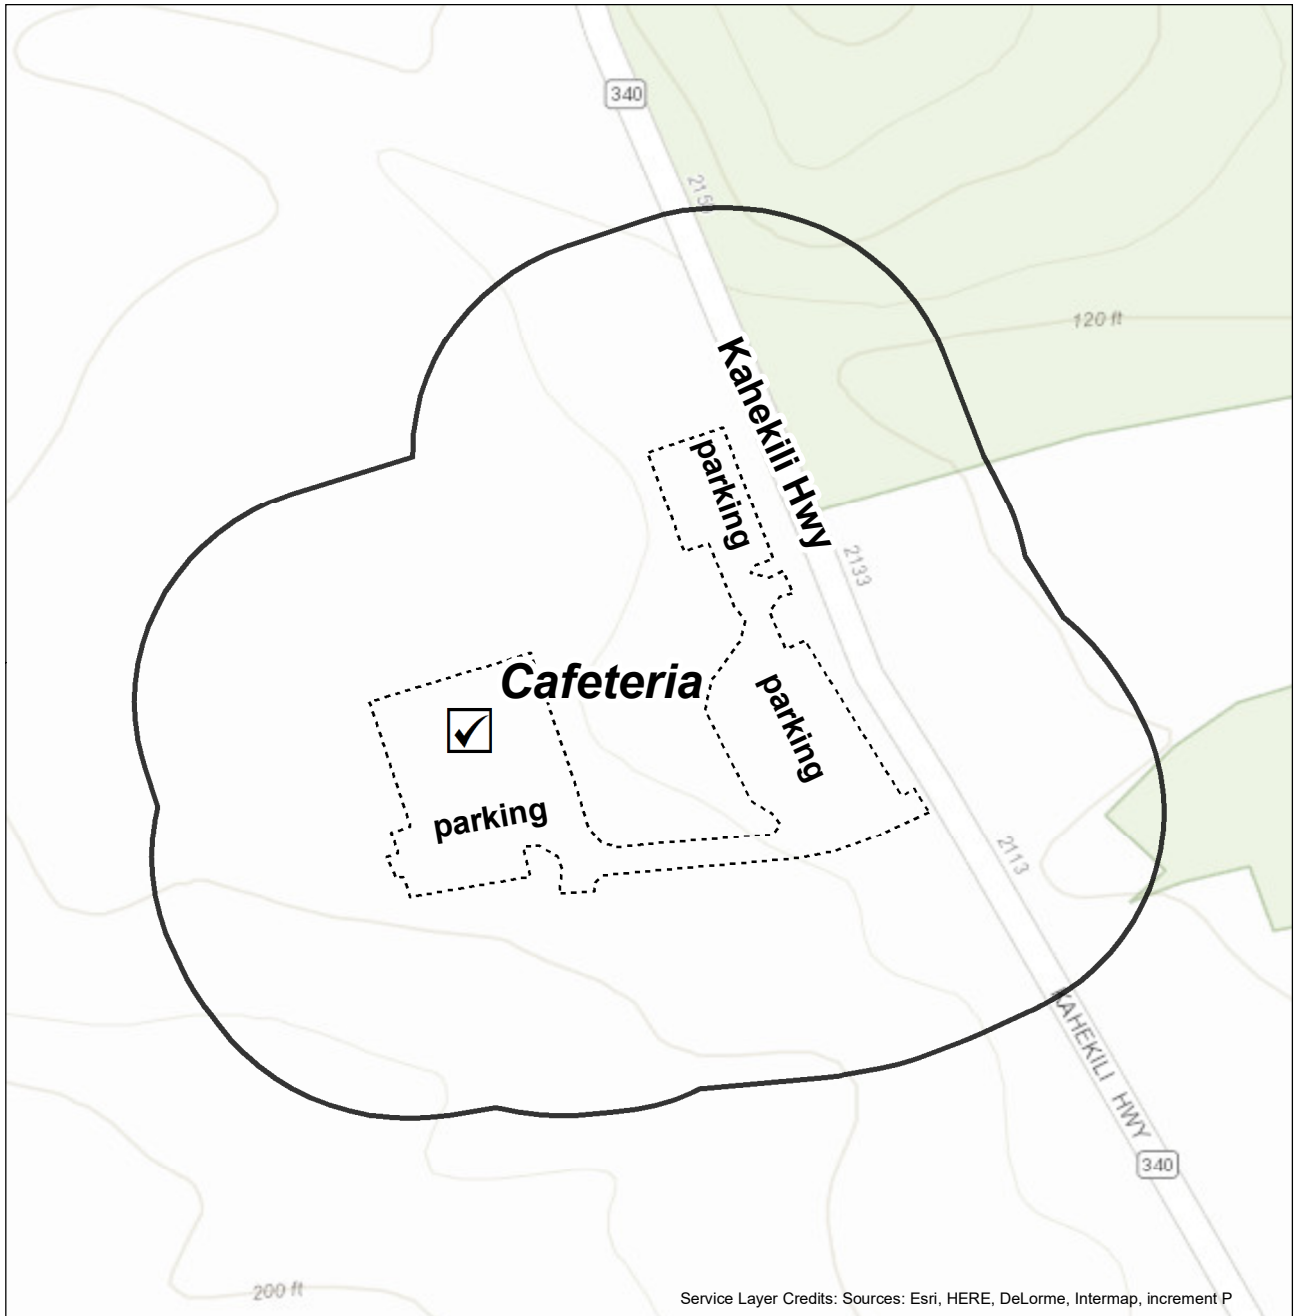 340
215
120 ft
Kahekili Hwy
parking
2133
Cafeteria
parking
parking
2113
KAHEKILI HWY
340
200 ft
Service Layer Credits: Sources: Esri, HERE, DeLorme, Intermap, increment P